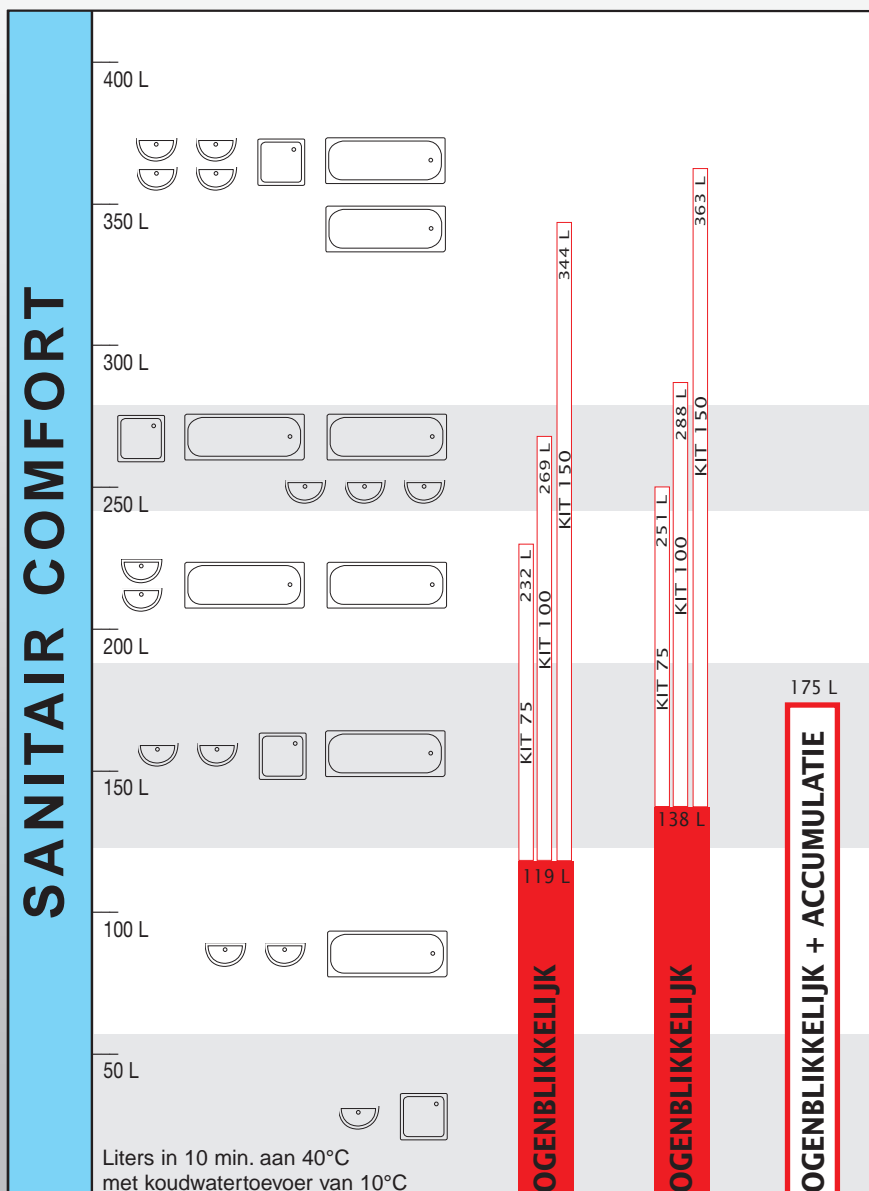 SANITAIR COMFORT
400 L
350 L
300 L
250 L
200 L
150 L
100 L
50 L
Liters in 10 min. aan 40°C
met koudwatertoevoer van 10°C
232 L
KIT 75
269 L
KIT 100
344 L
KIT 150
119 L
OGENBLIKKELIJK
251 L
KIT 75
288 L
KIT 100
363 L
KIT 150
138 L
OGENBLIKKELIJK
175 L
OGENBLIKKELIJK + ACCUMULATIE